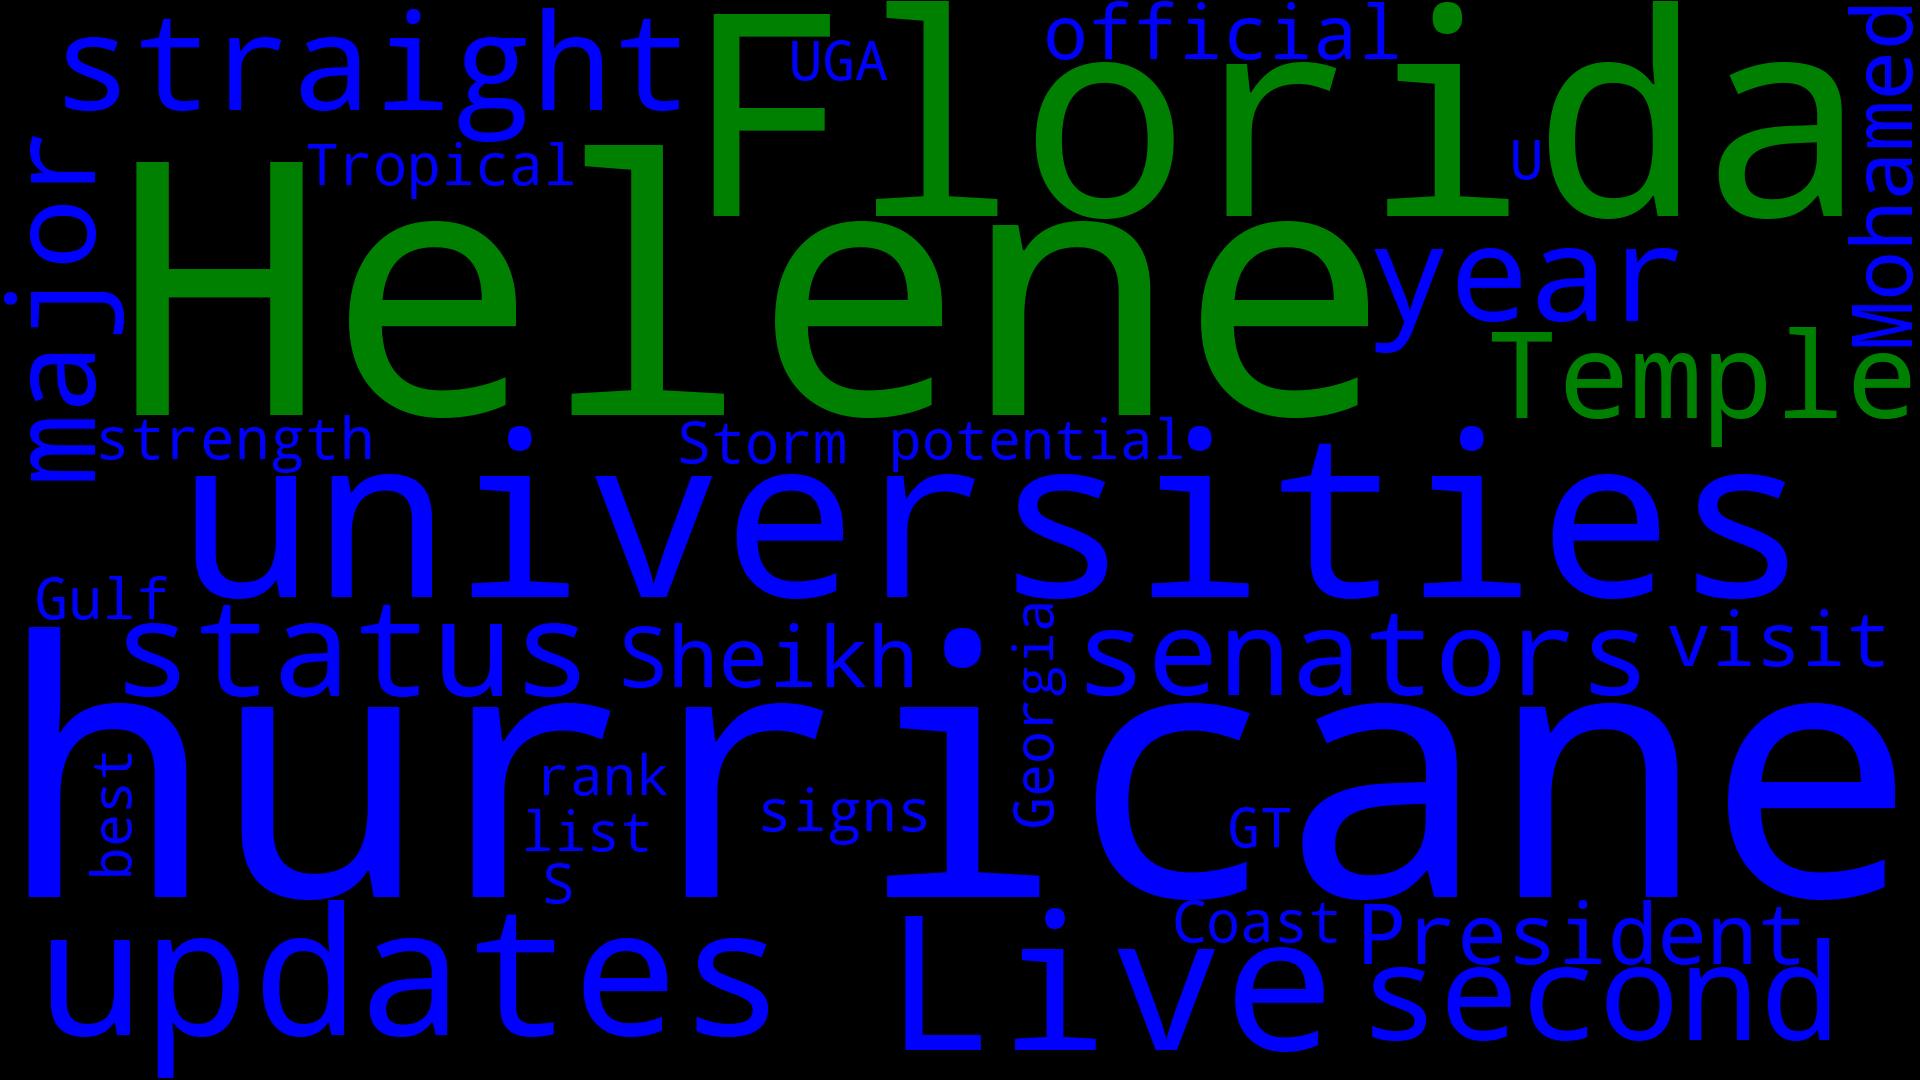 straight
Florida
UGA
official
Mohamed
major
Tropical
U
Helene
year
Temple
strength
Storm
potential
universities
Gulf
status
Sheikh
Georgia
senators
visit
hurricane
best
rank
list
signs
GT
S
updates
Live
Coast
President
second